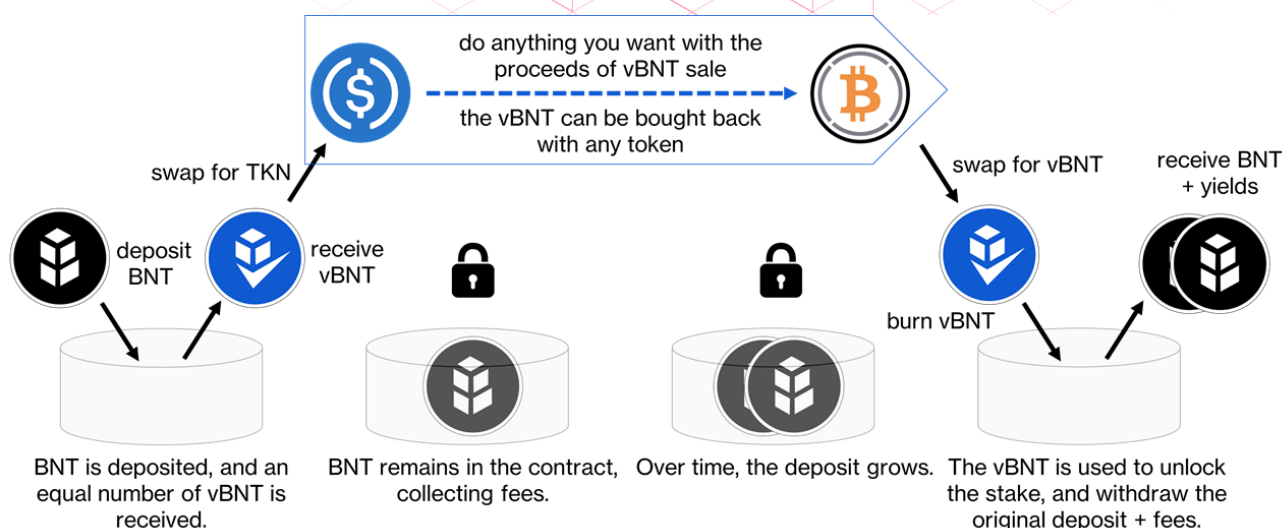 do anything you want with the
proceeds of vBNT sale
the vBNT can be bought back
with any token
swap for TKN
swap for vBNT
receive BNT
+ yields
deposit
BNT
receive
vBNT
burn vBNT
BNT is deposited, and an
equal number of vBNT is
received.
BNT remains in the contract,
collecting fees.
Over time, the deposit grows.
The vBNT is used to unlock
the stake, and withdraw the
original deposit + fees.